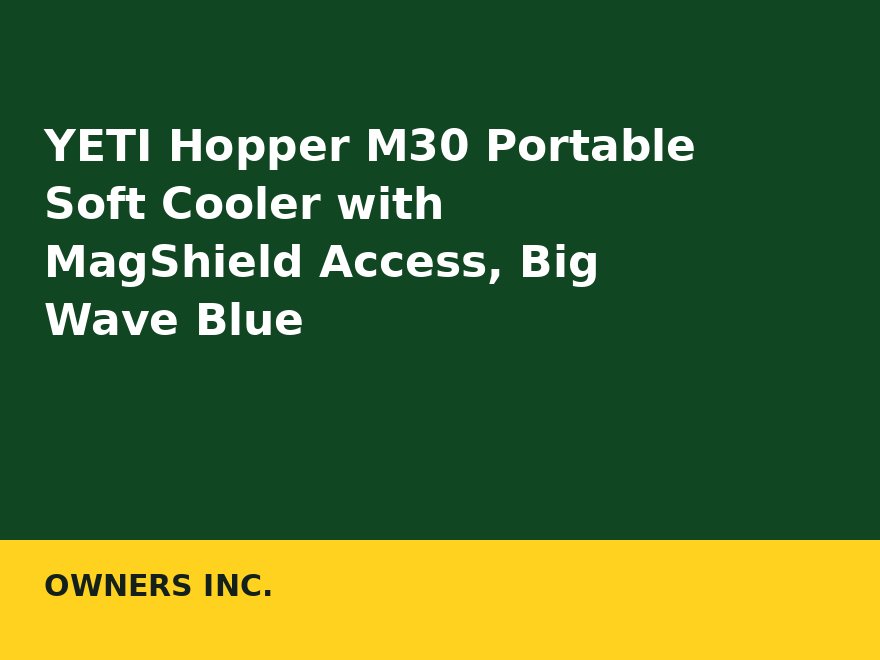 YETI Hopper M30 Portable
Soft Cooler with
MagShield Access, Big
Wave Blue
OWNERS INC.